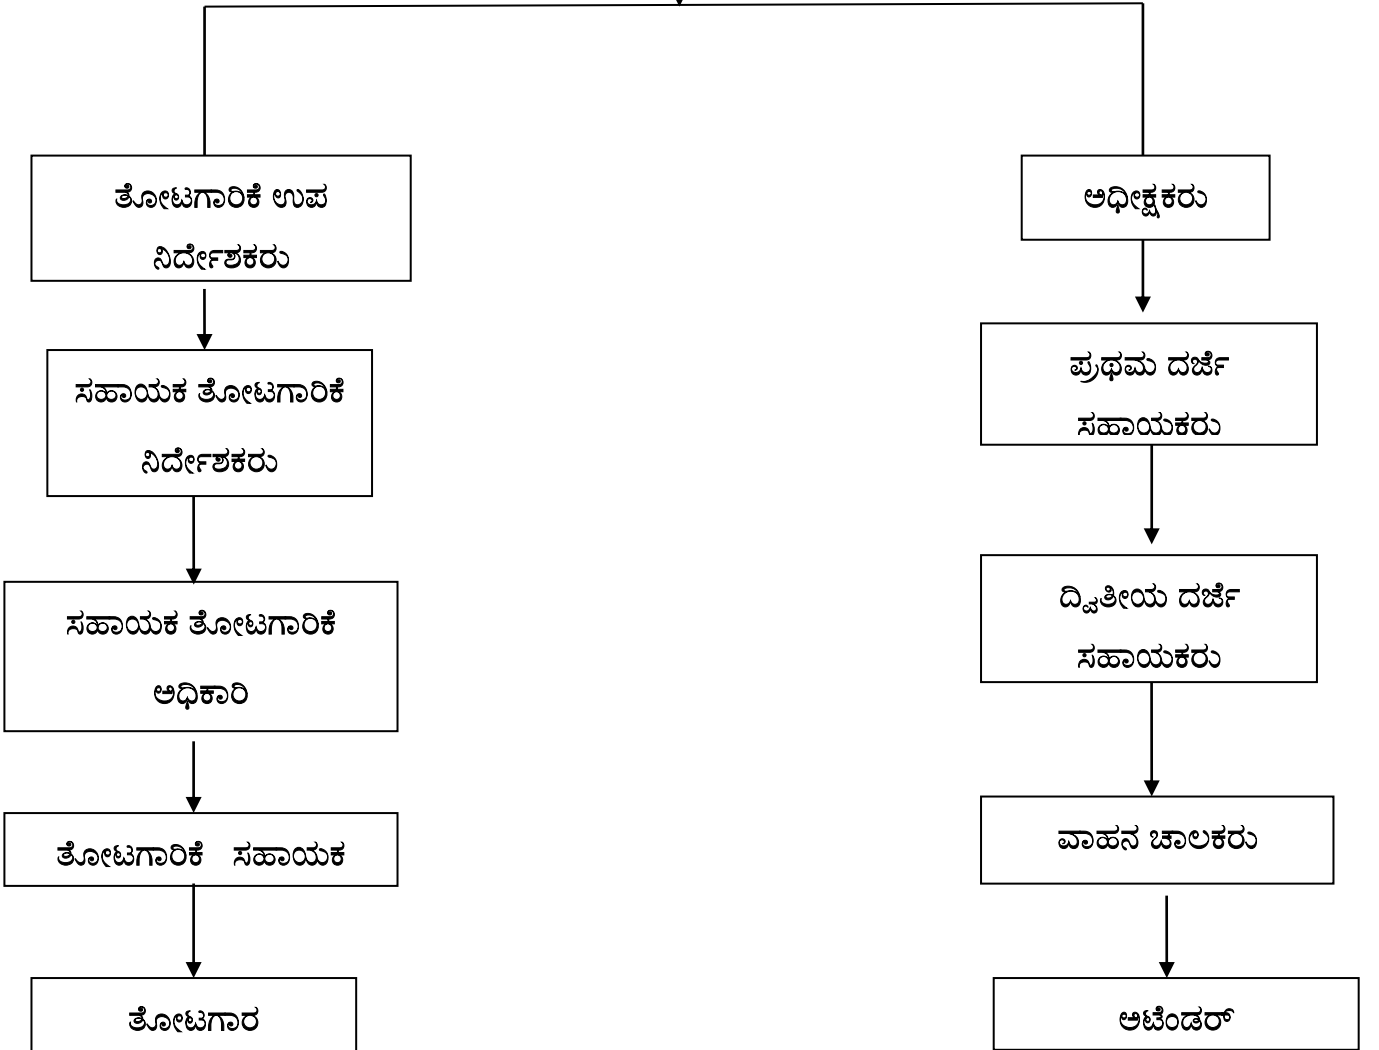 ತೋಟಗಾರಿಕೆ ಉಪ
ನಿರ್ದೇಶಕರು
ಸಹಾಯಕ ತೋಟಗಾರಿಕೆ
ನಿರ್ದೇಶಕರು
ಸಹಾಯಕ ತೋಟಗಾರಿಕೆ
ಅಧಿಕಾರಿ
ತೋಟಗಾರಿಕೆ ಸಹಾಯಕ
ತೋಟಗಾರ
ಅಧೀಕ್ಷಕರು
ಪ್ರಥಮ ದರ್ಜೆ
ಸಹಾಯಕರು
ದ್ವಿತೀಯ ದರ್ಜೆ
ಸಹಾಯಕರು
ವಾಹನ ಚಾಲಕರು
ಅಟೆಂಡರ್